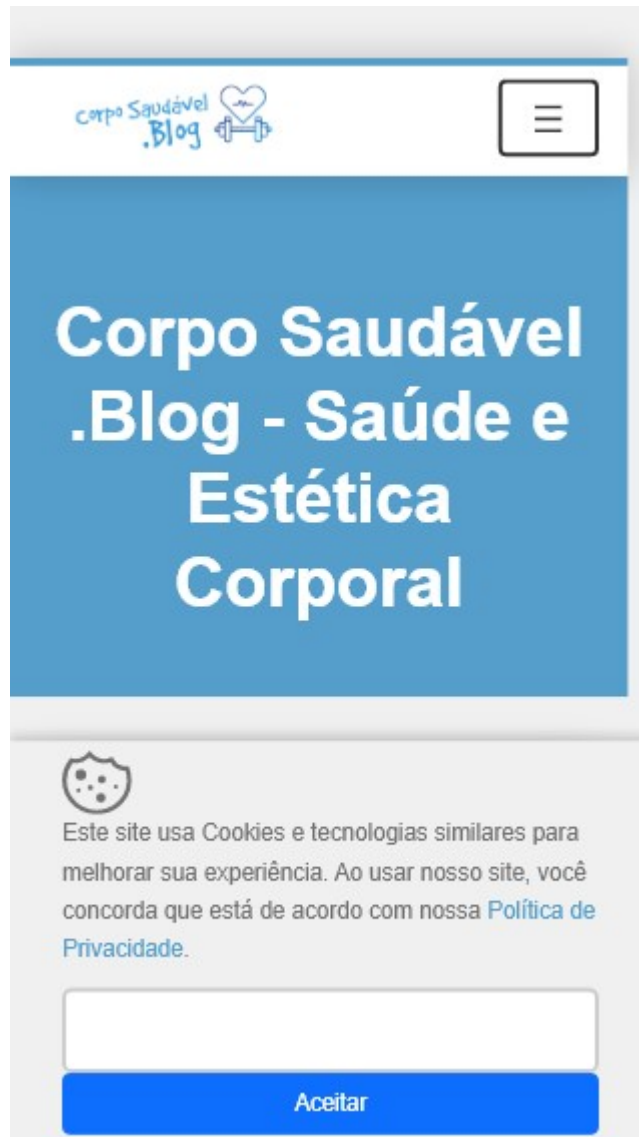 Corpo Saudável
.Blog
Corpo Saudável
.Blog - Saúde e
Estética
Corporal
Este site usa Cookies e tecnologias similares para
melhorar sua experiência. Ao usar nosso site, você
concorda que está de acordo com nossa Política de
Privacidade.
Aceitar